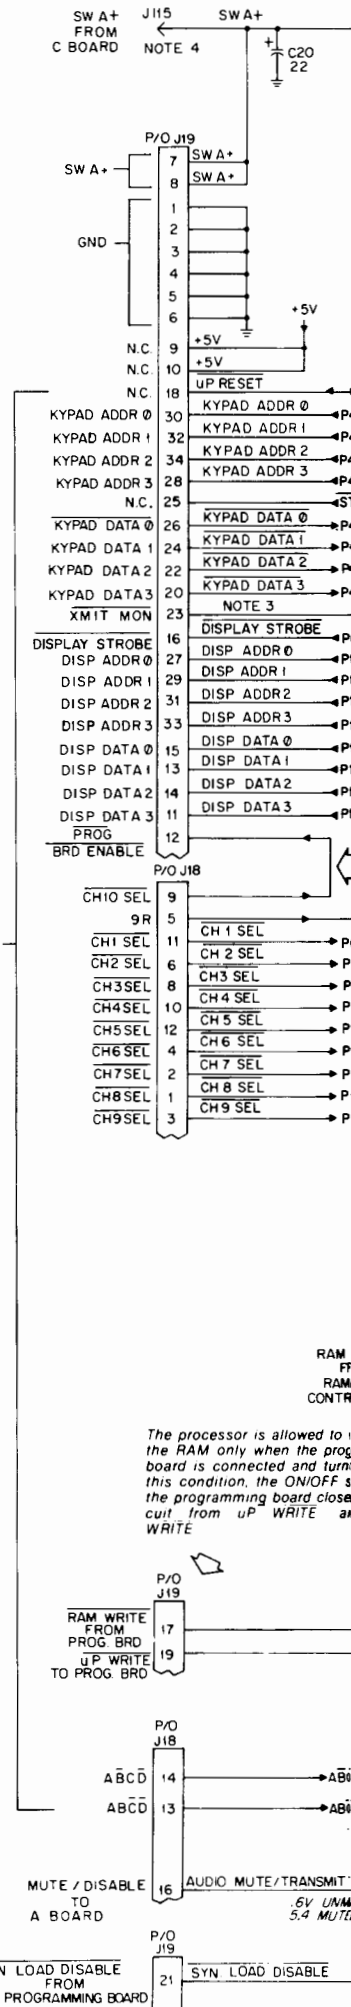 SW A+ J115 SW A+
FROM
C BOARD NOTE 4
+ C20
22
P/O J19
7 SW A+
SW A+
8 SW A+
1
2
GND
3
4
5
6
+5V
N.C. 9 +5V
N.C. 10 +5V
N.C. 18 uP RESET
KYPAD ADDR 0 30 KYPAD ADDR 0
KYPAD ADDR 1 32 KYPAD ADDR 1
KYPAD ADDR 2 34 KYPAD ADDR 2
KYPAD ADDR 3 28 KYPAD ADDR 3
N.C. 25
KYPAD DATA 0 26 KYPAD DATA 0
KYPAD DATA 1 24 KYPAD DATA 1
KYPAD DATA 2 22 KYPAD DATA 2
KYPAD DATA 3 20 KYPAD DATA 3
XMIT MON 23 NOTE 3
DISPLAY STROBE 16 DISPLAY STROBE
DISP ADDR 0 27 DISP ADDR 0
DISP ADDR 1 29 DISP ADDR 1
DISP ADDR 2 31 DISP ADDR 2
DISP ADDR 3 33 DISP ADDR 3
DISP DATA 0 15 DISP DATA 0
DISP DATA 1 13 DISP DATA 1
DISP DATA 2 14 DISP DATA 2
DISP DATA 3 11 DISP DATA 3
PROG 12
BRD ENABLE
P/O J18
CH10 SEL 9
9R 5
CH1 SEL 11 CH 1 SEL
CH2 SEL 6 CH 2 SEL
CH3 SEL 8 CH3 SEL
CH4 SEL 10 CH 4 SEL
CH5 SEL 12 CH 5 SEL
CH6 SEL 4 CH 6 SEL
CH7 SEL 2 CH 7 SEL
CH8 SEL 1 CH 8 SEL
CH9 SEL 3 CH 9 SEL
RAM
RAM
CONTR
The processor is allowed to
the RAM only when the prog
board is connected and turn
this condition, the ON/OFF s
the programming board close
cuit from uP WRITE
WRITE
P/O
J19
RAM WRITE
FROM 17
PROG. BRD
uP WRITE 19
TO PROG. BRD
P/O
J18
ABCD 14
ABCD 13
MUTE / DISABLE 16 AUDIO MUTE/TRANSMIT
TO .6V UNM
A BOARD 5.4 MUTE
P/O
J19
N LOAD DISABLE 21 SYN. LOAD DISABLE
FROM
PROGRAMMING BOARD